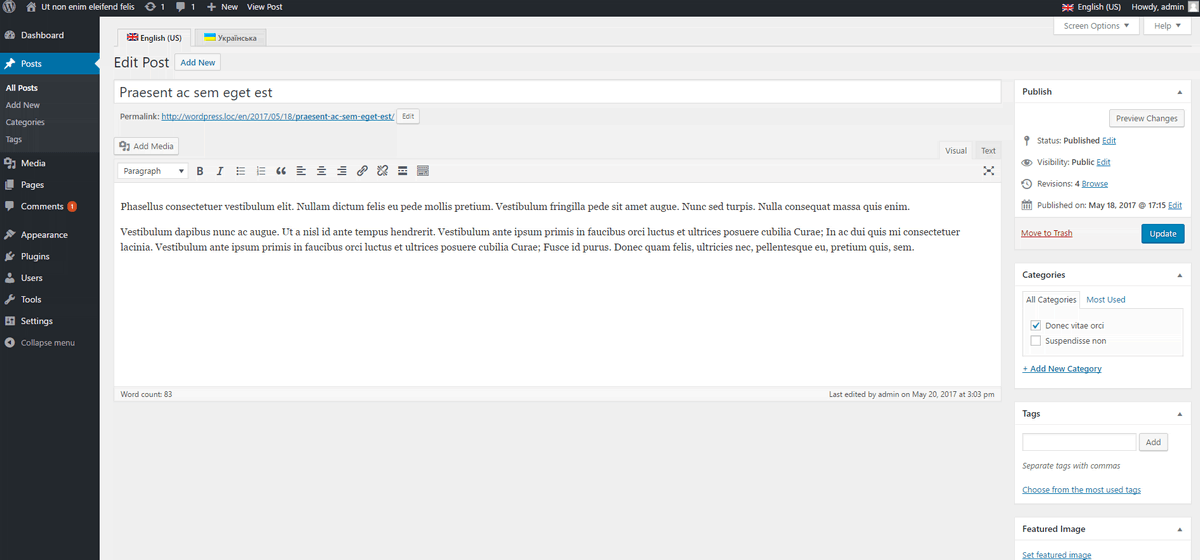 Ut non enim eleifend felis 1 1 + New View Post English (US) Howdy, admin
Screen Options Help
Dashboard
Posts
All Posts
Add New
Categories
Tags
Media
Pages
Comments 1
Appearance
Plugins
Users
Tools
Settings
Collapse menu
English (US) Українська
Edit Post Add New
Praesent ac sem eget est
Permalink: http://wordpress.loc/en/2017/05/18/praesent-ac-sem-eget-est/ Edit
Add Media
Visual Text
Paragraph
Phasellus consectetuer vestibulum elit. Nullam dictum felis eu pede mollis pretium. Vestibulum fringilla pede sit amet augue. Nunc sed turpis. Nulla consequat massa quis enim.
Vestibulum dapibus nunc ac augue. Ut a nisl id ante tempus hendrerit. Vestibulum ante ipsum primis in faucibus orci luctus et ultrices posuere cubilia Curae; In ac dui quis mi consectetuer
lacinia. Vestibulum ante ipsum primis in faucibus orci luctus et ultrices posuere cubilia Curae; Fusce id purus. Donec quam felis, ultricies nec, pellentesque eu, pretium quis, sem.
Word count: 83
Last edited by admin on May 20, 2017 at 3:03 pm
Publish
Preview Changes
Status: Published Edit
Visibility: Public Edit
Revisions: 4 Browse
Published on: May 18, 2017 @ 17:15 Edit
Move to Trash Update
Categories
All Categories Most Used
Donec vitae orci
Suspendisse non
+ Add New Category
Tags
Add
Separate tags with commas
Choose from the most used tags
Featured Image
Set featured image